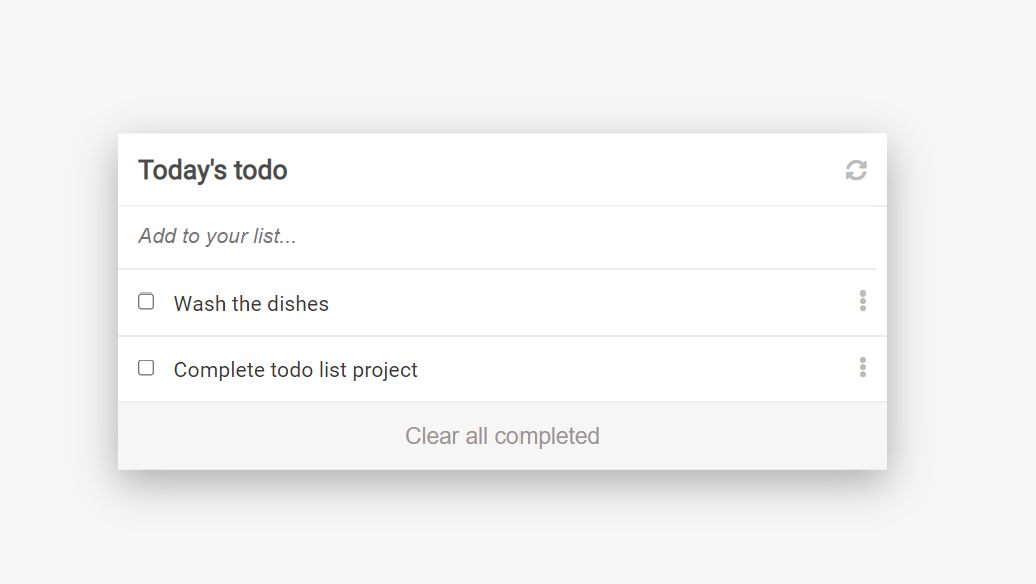 Today's todo
Add to your list...
Wash the dishes
Complete todo list project
Clear all completed